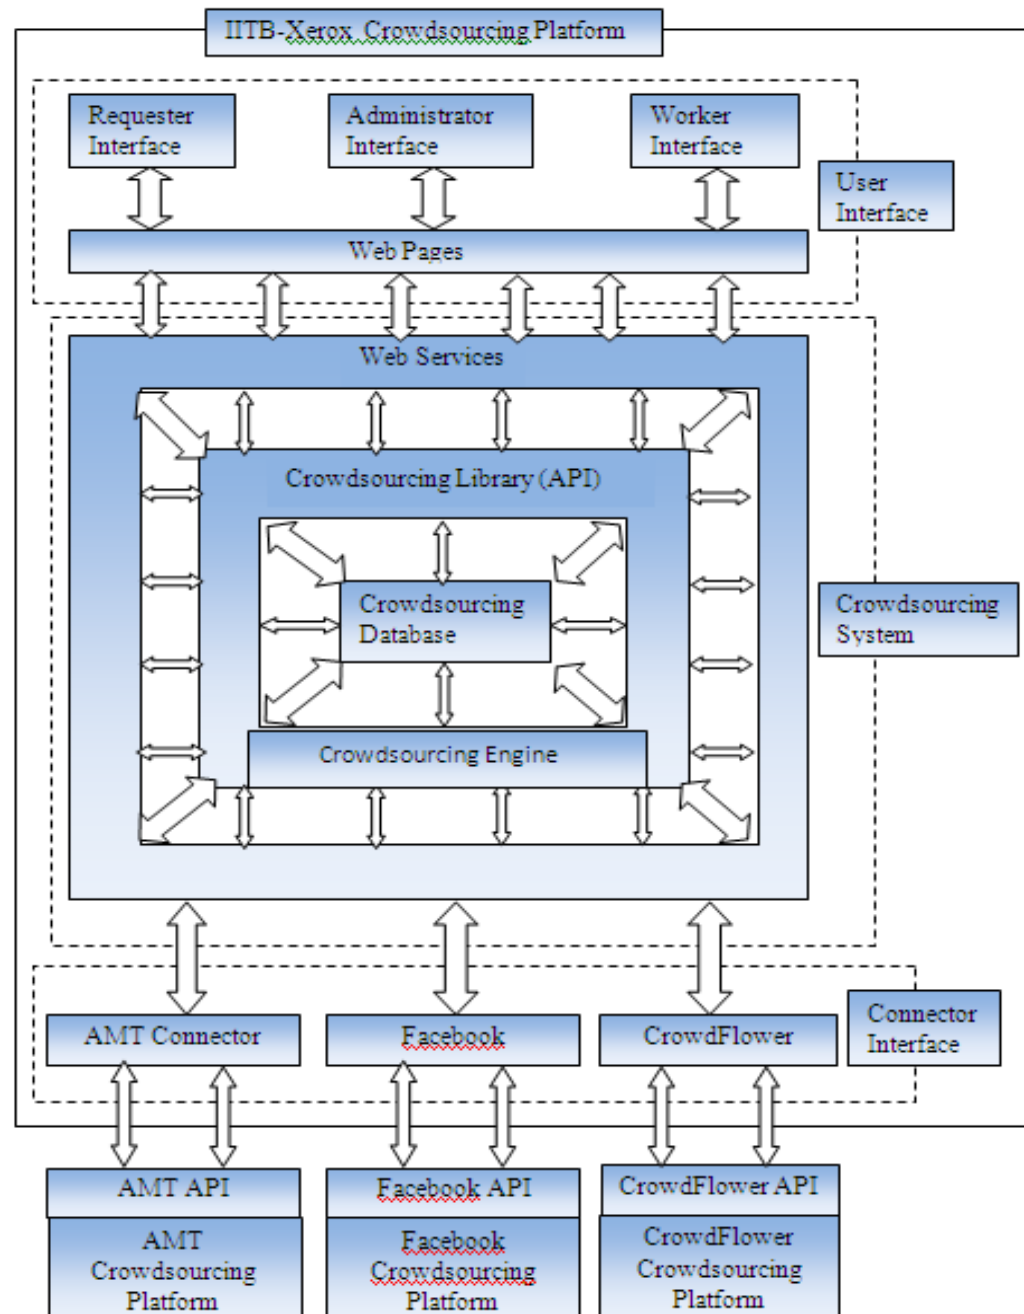 IITB-Xerox Crowdsourcing Platform
Requester
Interface
Administrator
Interface
Worker
Interface
User
Interface
Web Pages
Web Services
Crowdsourcing Library (API)
Crowdsourcing
Database
Crowdsourcing
System
Crowdsourcing Engine
AMT Connector
Facebook
CrowdFlower
Connector
Interface
AMT API
Facebook API
CrowdFlower API
AMT
Crowdsourcing
Platform
Facebook
Crowdsourcing
Platform
CrowdFlower
Crowdsourcing
Platform